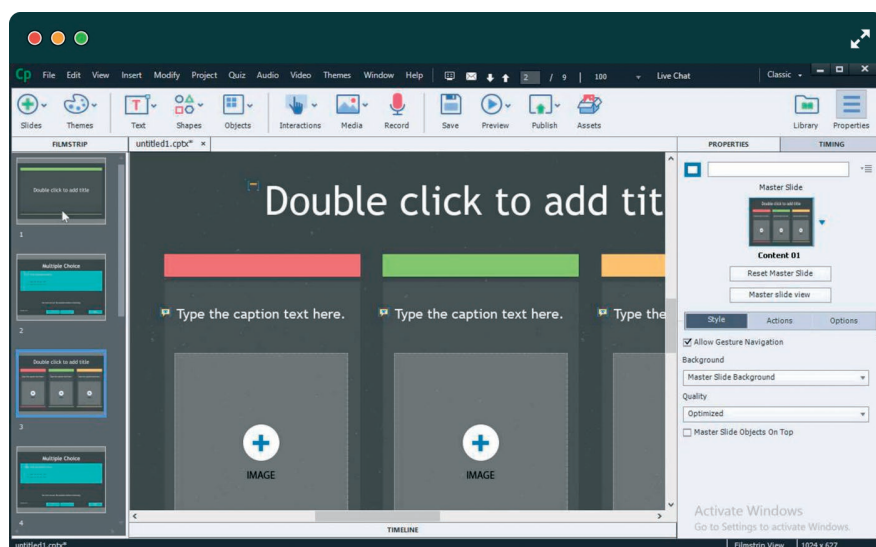 Cp File Edit View Insert Modify Project Quiz Audio Video Themes Window Help 2 / 9 100 Live Chat Classic
Slides Themes Text Shapes Objects Interactions Media Record Save Preview Publish Assets Library Properties
FILMSTRIP untitled1.cptx* × PROPERTIES TIMING
Double click to add title
1
Multiple Choice
2
Double click to add title
3
Multiple Choice
4
Double click to add tit
Type the caption text here. Type the caption text here. Type the
IMAGE IMAGE
TIMELINE
Master Slide
Double click to add title
Content 01
Reset Master Slide
Master slide view
Style Actions Options
Allow Gesture Navigation
Background
Master Slide Background
Quality
Optimized
Master Slide Objects On Top
Activate Windows
Go to Settings to activate Windows.
untitled1.cptx* Filmstrip View 1024 x 627